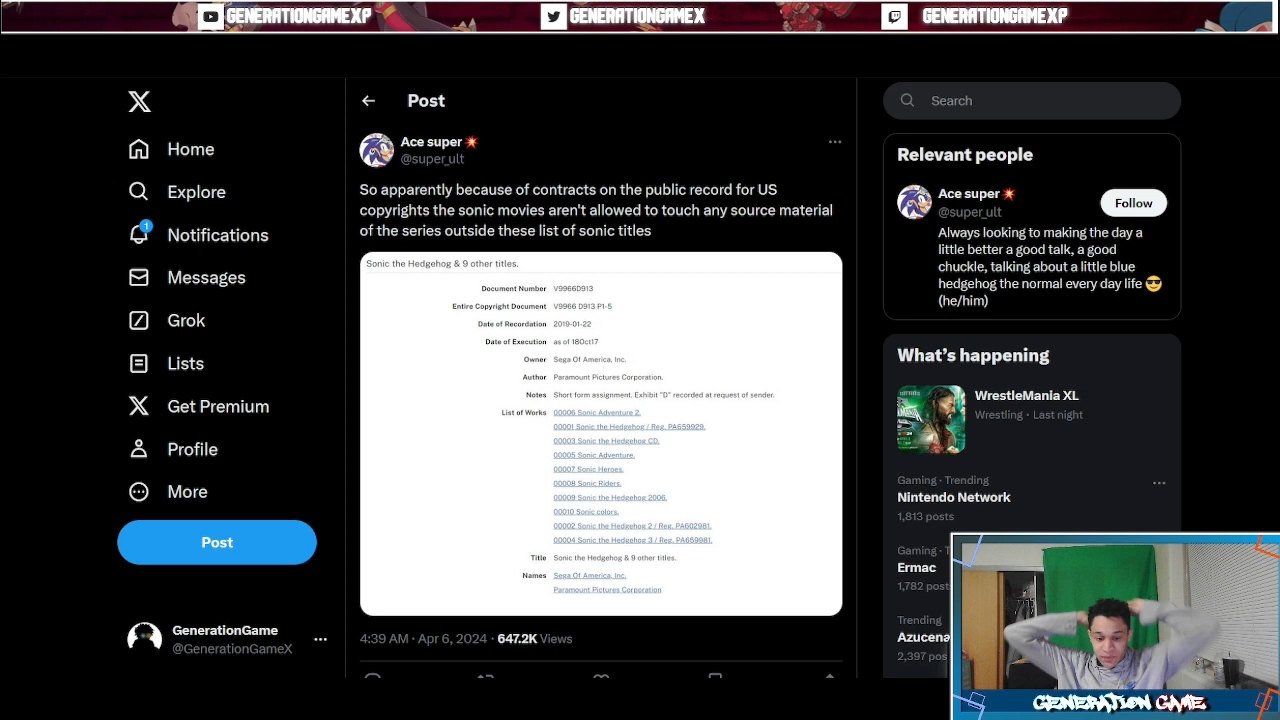 GENERATIONGAMEXP
GENERATIONGAMEX
GENERATIONGAMEXP
X
Home
Explore
1
Notifications
Messages
Grok
Lists
Get Premium
Profile
More
Post
GenerationGame
@GenerationGameX
Post
Ace super💥
@super_ult
So apparently because of contracts on the public record for US
copyrights the sonic movies aren't allowed to touch any source material
of the series outside these list of sonic titles
Sonic the Hedgehog & 9 other titles.
Document Number V9966D913
Entire Copyright Document V9966 D913 P1-5
Date of Recordation 2019-01-22
Date of Execution as of 18Oct17
Owner Sega Of America, Inc.
Author Paramount Pictures Corporation.
Notes Short form assignment. Exhibit "D" recorded at request of sender.
List of Works 00006 Sonic Adventure 2.
00001 Sonic the Hedgehog / Reg. PA659929.
00003 Sonic the Hedgehog CD.
00005 Sonic Adventure.
00007 Sonic Heroes.
00008 Sonic Riders.
00009 Sonic the Hedgehog 2006.
00010 Sonic colors.
00002 Sonic the Hedgehog 2 / Reg. PA602981.
00004 Sonic the Hedgehog 3 / Reg. PA659981.
Title Sonic the Hedgehog & 9 other titles.
Names Sega Of America, Inc.
Paramount Pictures Corporation
4:39 AM · Apr 6, 2024 · 647.2K Views
Search
Relevant people
Ace super💥
@super_ult
Follow
Always looking to making the day a
little better a good talk, a good
chuckle, talking about a little blue
hedgehog the normal every day life 😎
(he/him)
What's happening
WrestleMania XL
Wrestling · Last night
Gaming · Trending
Nintendo Network
1,813 posts
Gaming · T
Ermac
1,782 posts
Trending
Azucena
2,397 posts
GENERATION GAME